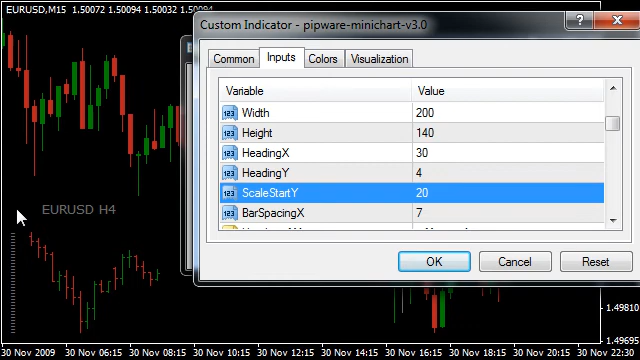 EURUSD,M15 1.50072 1.50094 1.50032 1.50094
Custom Indicator - pipware-minichart-v3.0
Common Inputs Colors Visualization
Variable Value
Width 200
Height 140
HeadingX 30
HeadingY 4
ScaleStartY 20
BarSpacingX 7
EURUSD H4
OK Cancel Reset
1.49810
1.49695
30 Nov 2009 30 Nov 06:15 30 Nov 08:15 30 Nov 10:15 30 Nov 12:15 30 Nov 14:15 30 Nov 16:15 30 Nov 18:15 30 Nov 20:30 30 Nov 22:30